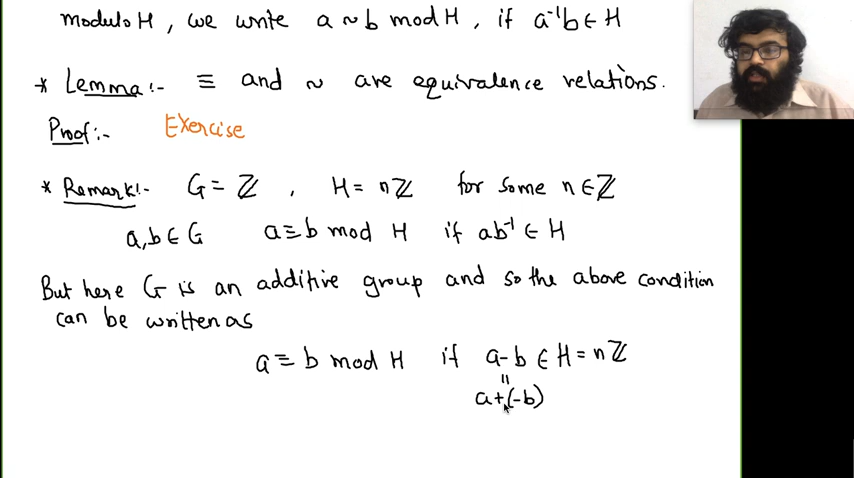 modulo H, we write a ~ b mod H, if a⁻¹b ∈ H
* Lemma:- ≡ and ~ are equivalence relations.
Proof:- Exercise
* Remark:- G = ℤ, H = nℤ for some n ∈ ℤ
a, b ∈ G a ≡ b mod H if ab⁻¹ ∈ H
But here G is an additive group and so the above condition
can be written as
a ≡ b mod H if a - b ∈ H = nℤ
=
a + (-b)